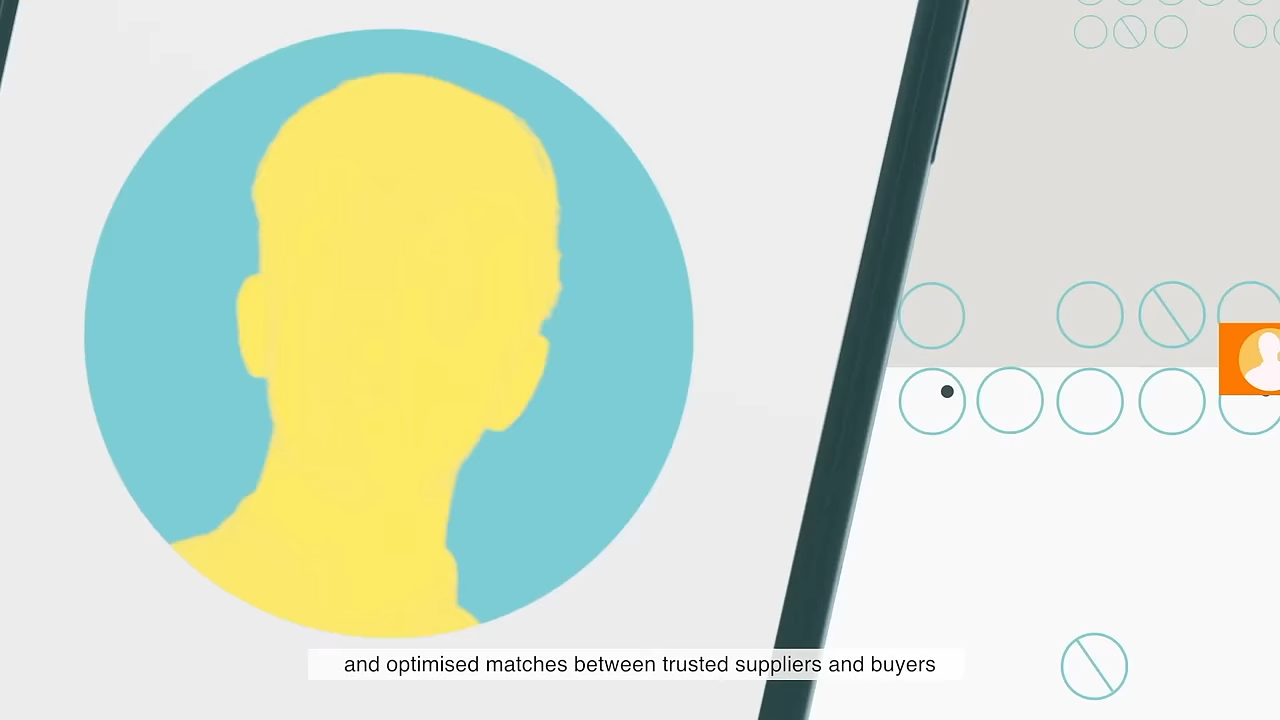 and optimised matches between trusted suppliers and buyers